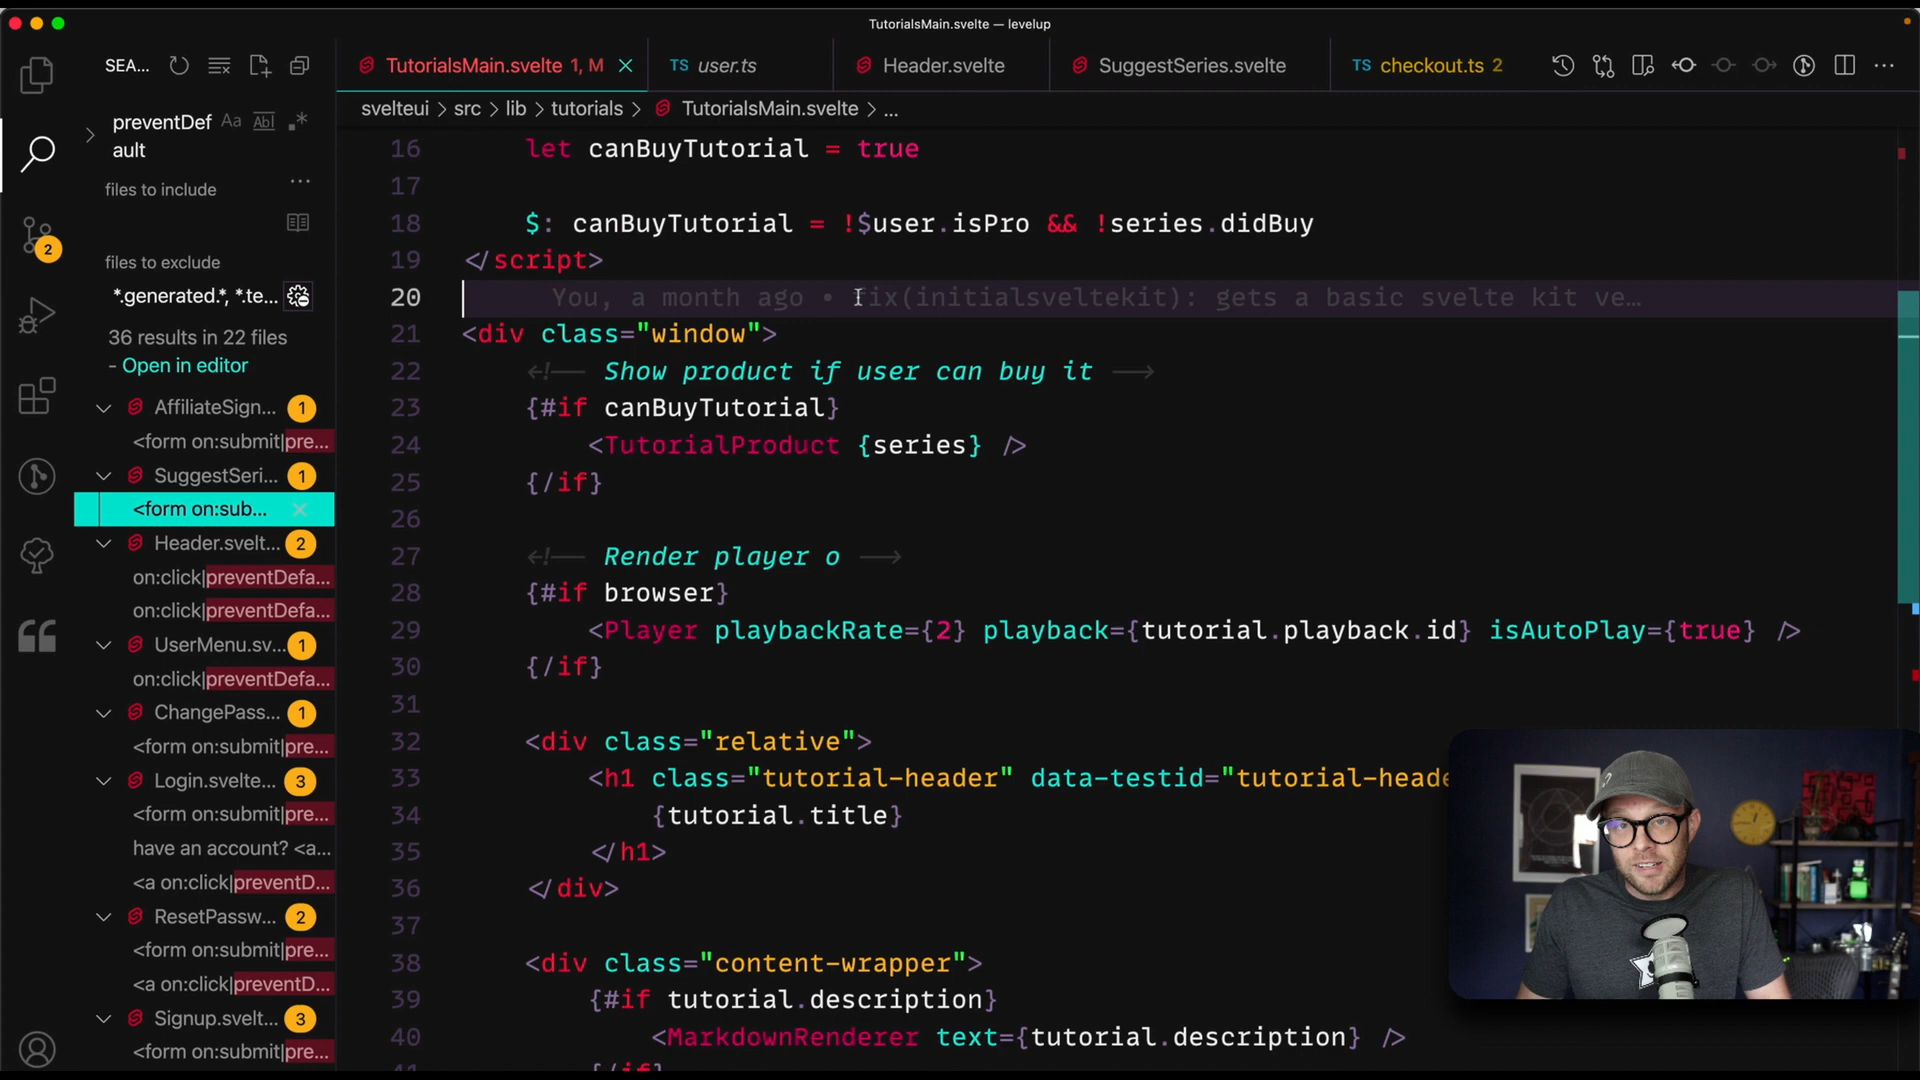 TutorialsMain.svelte — levelup
SEA...
TutorialsMain.svelte 1, M
TS user.ts
Header.svelte
SuggestSeries.svelte
TS checkout.ts 2
svelteui > src > lib > tutorials > TutorialsMain.svelte > ...
preventDef
ault
Aa Abl .*
files to include
...
files to exclude
*.generated.*, *.te...
36 results in 22 files
- Open in editor
AffiliateSign... 1
<form on:submit|pre...
SuggestSeri... 1
<form on:sub...
Header.svelt... 2
on:click|preventDefa...
on:click|preventDefa...
UserMenu.sv... 1
on:click|preventDefa...
ChangePass... 1
<form on:submit|pre...
Login.svelte... 3
<form on:submit|pre...
have an account? <a...
<a on:click|preventD...
ResetPassw... 2
<form on:submit|pre...
<a on:click|preventD...
Signup.svelt... 3
<form on:submit|pre...
2
16 let canBuyTutorial = true
17
18 $: canBuyTutorial = !$user.isPro && !series.didBuy
19 </script>
20 You, a month ago • fix(initialsveltekit): gets a basic svelte kit ve…
21 <div class="window">
22 <!-- Show product if user can buy it -->
23 {#if canBuyTutorial}
24 <TutorialProduct {series} />
25 {/if}
26
27 <!-- Render player o -->
28 {#if browser}
29 <Player playbackRate={2} playback={tutorial.playback.id} isAutoPlay={true} />
30 {/if}
31
32 <div class="relative">
33 <h1 class="tutorial-header" data-testid="tutorial-heade
34 {tutorial.title}
35 </h1>
36 </div>
37
38 <div class="content-wrapper">
39 {#if tutorial.description}
40 <MarkdownRenderer text={tutorial.description} />
41 {/if}